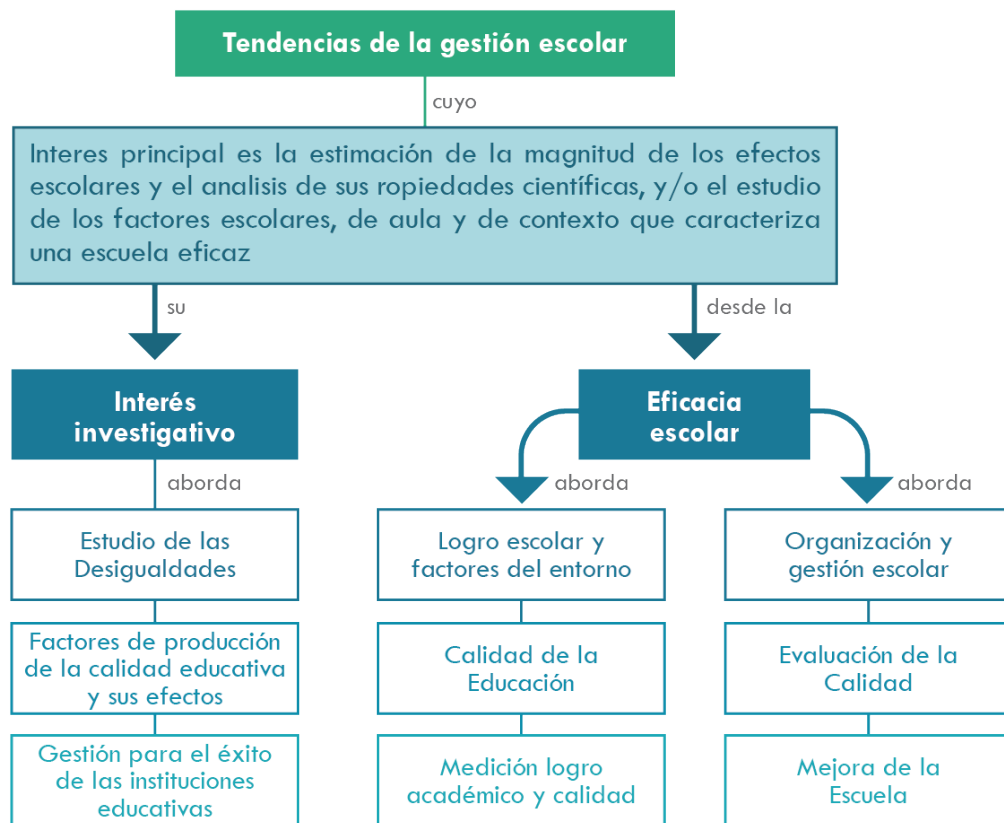 Tendencias de la gestión escolar
cuyo
Interes principal es la estimación de la magnitud de los efectos
escolares y el analisis de sus ropiedades científicas, y/o el estudio
de los factores escolares, de aula y de contexto que caracteriza
una escuela eficaz
su
desde la
Interés
investigativo
Eficacia
escolar
aborda
aborda
aborda
Estudio de las
Desigualdades
Logro escolar y
factores del entorno
Organización y
gestión escolar
Factores de producción
de la calidad educativa
y sus efectos
Calidad de la
Educación
Evaluación de la
Calidad
Gestión para el éxito
de las instituciones
educativas
Medición logro
académico y calidad
Mejora de la
Escuela